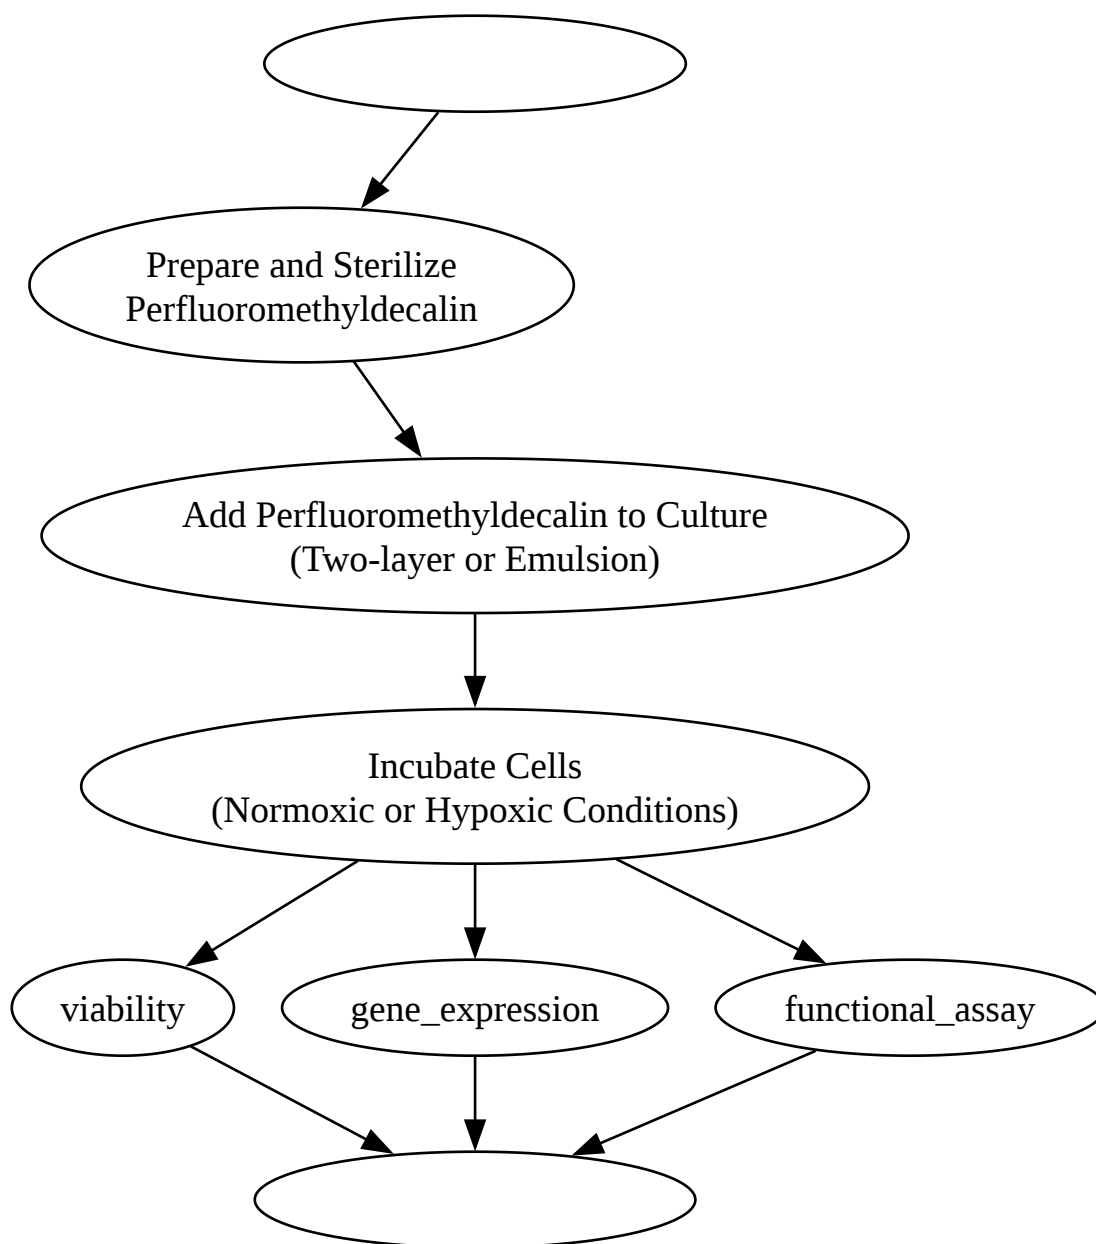 Prepare and Sterilize
Perfluoromethyldecalin
Add Perfluoromethyldecalin to Culture
(Two-layer or Emulsion)
Incubate Cells
(Normoxic or Hypoxic Conditions)
viability
gene_expression
functional_assay